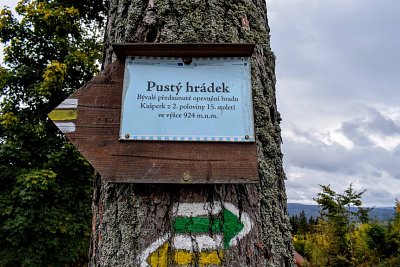 Pustý hrádek
Bývalé předsunuté opevnění hradu
Kašperk z 2. poloviny 15. století
ve výšce 924 m.n.m.